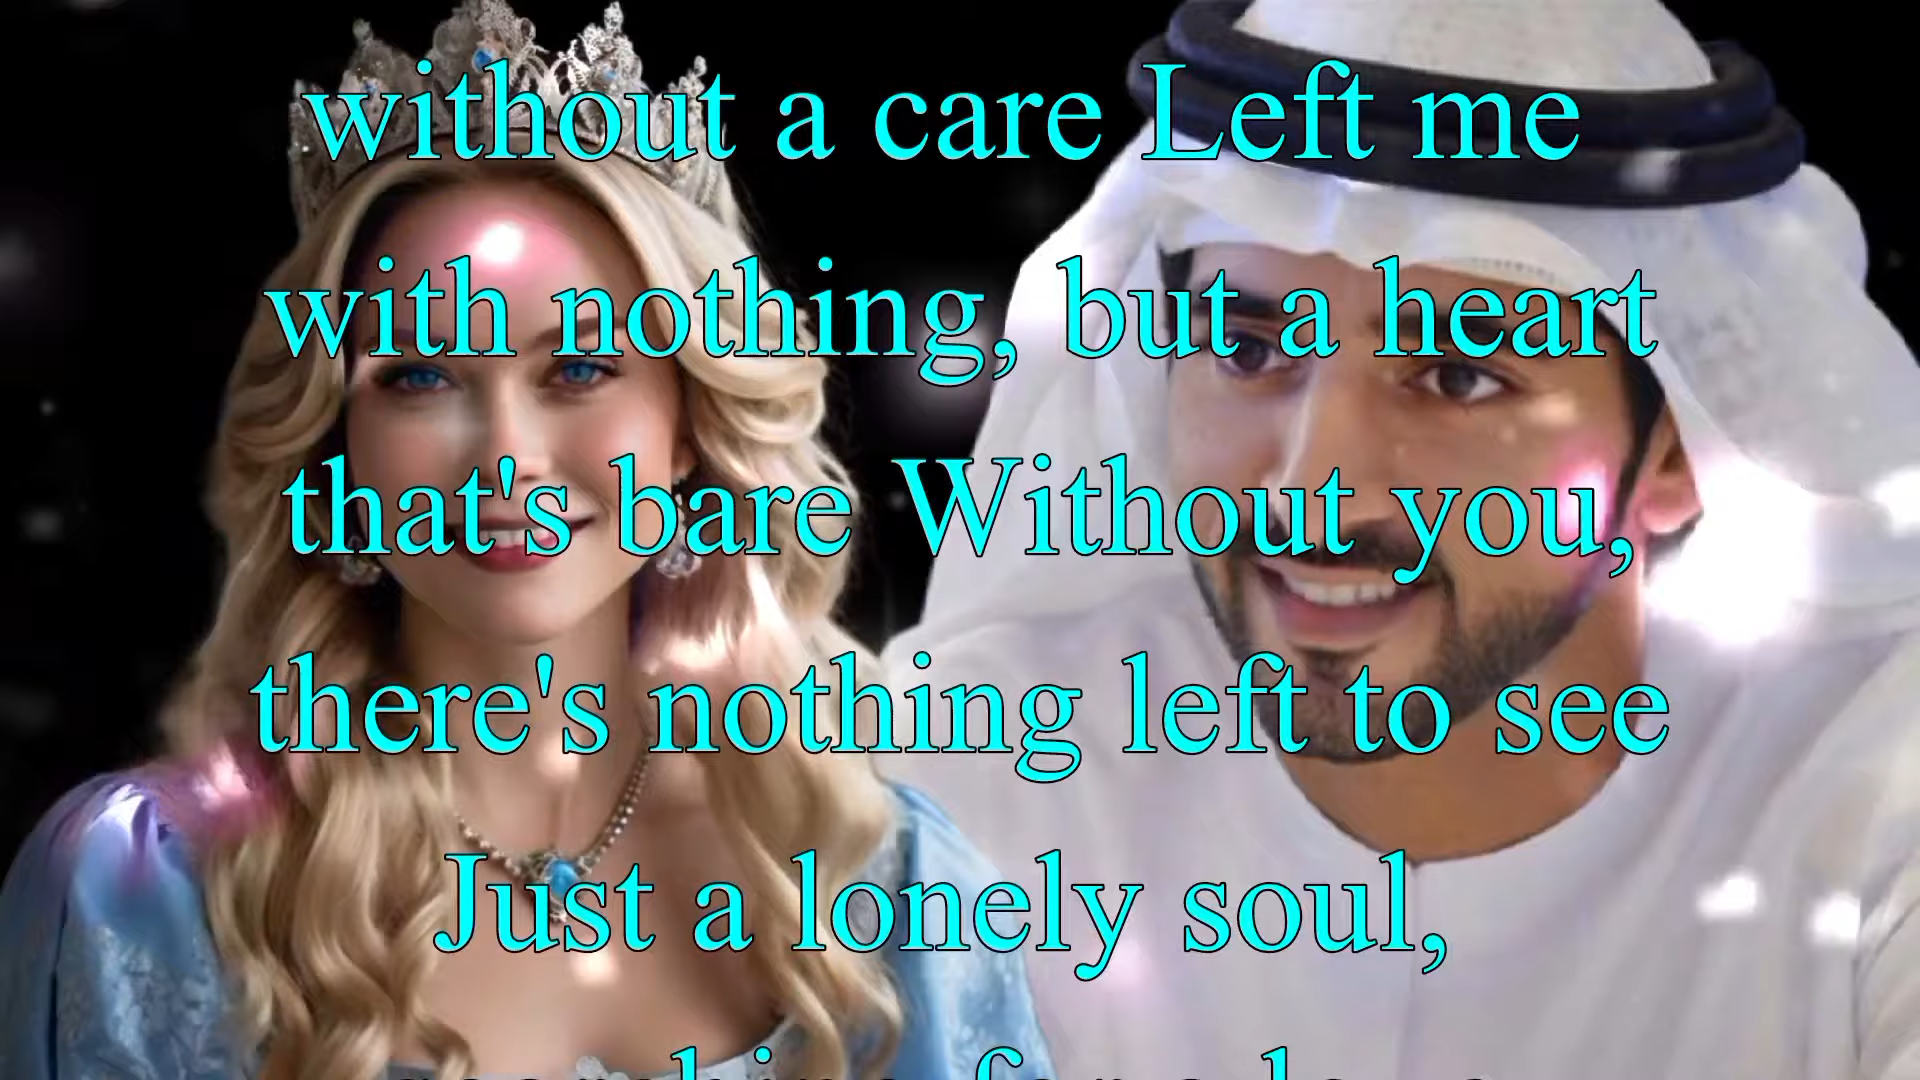 without a care Left me
with nothing, but a heart
that's bare Without you,
there's nothing left to see
Just a lonely soul,